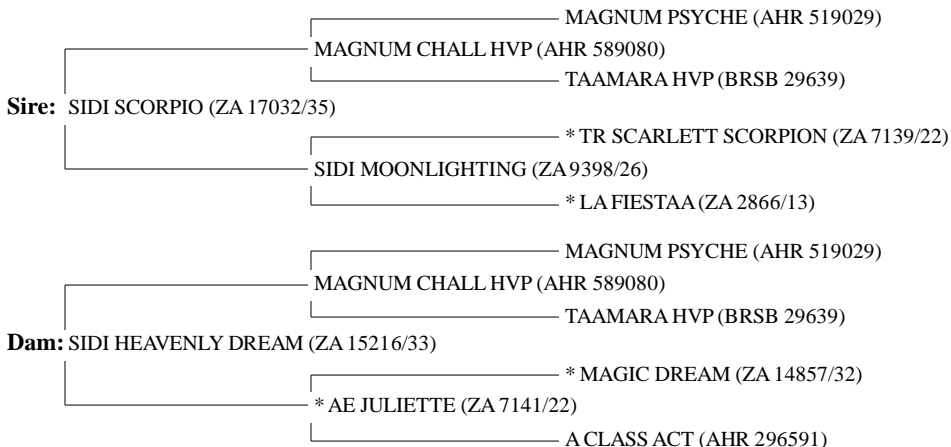 MAGNUM PSYCHE (AHR 519029)
MAGNUM CHALL HVP (AHR 589080)
TAAMARA HVP (BRSB 29639)
Sire: SIDI SCORPIO (ZA 17032/35)
* TR SCARLETT SCORPION (ZA 7139/22)
SIDI MOONLIGHTING (ZA 9398/26)
* LA FIESTAA (ZA 2866/13)
MAGNUM PSYCHE (AHR 519029)
MAGNUM CHALL HVP (AHR 589080)
TAAMARA HVP (BRSB 29639)
Dam: SIDI HEAVENLY DREAM (ZA 15216/33)
* MAGIC DREAM (ZA 14857/32)
* AE JULIETTE (ZA 7141/22)
A CLASS ACT (AHR 296591)